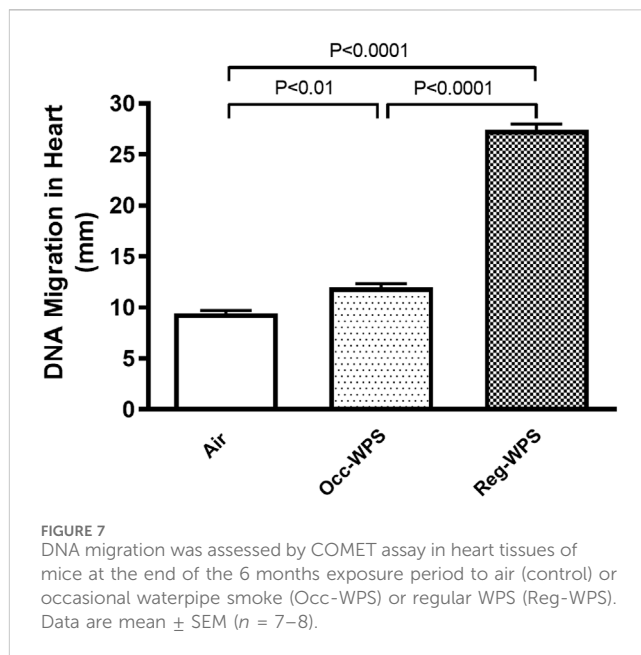 P<0.0001
P<0.01
P<0.0001
DNA Migration in Heart
(mm)
30
25
20
15
10
5
0
Air
Occ-WPS
Reg-WPS
FIGURE 7
DNA migration was assessed by COMET assay in heart tissues of
mice at the end of the 6 months exposure period to air (control) or
occasional waterpipe smoke (Occ-WPS) or regular WPS (Reg-WPS).
Data are mean ± SEM (n = 7–8).